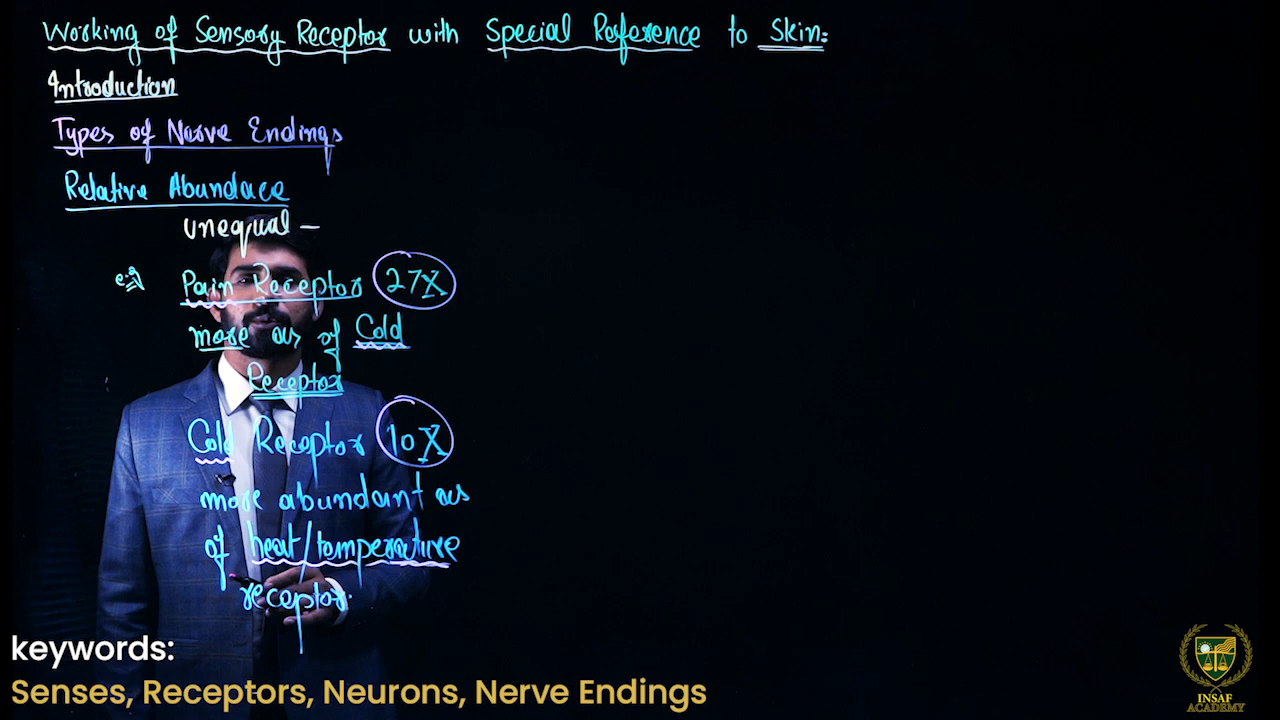 Working of Sensory Receptor with Special Reference to Skin:
Introduction
Types of Nerve Endings
Relative Abundace
unequal –
e.g Pain Receptor 27X
more as of Cold
Receptor
Cold Receptor 10X
more abundant as
of heat/temperature
receptor.
keywords:
Senses, Receptors, Neurons, Nerve Endings
INSAF
ACADEMY